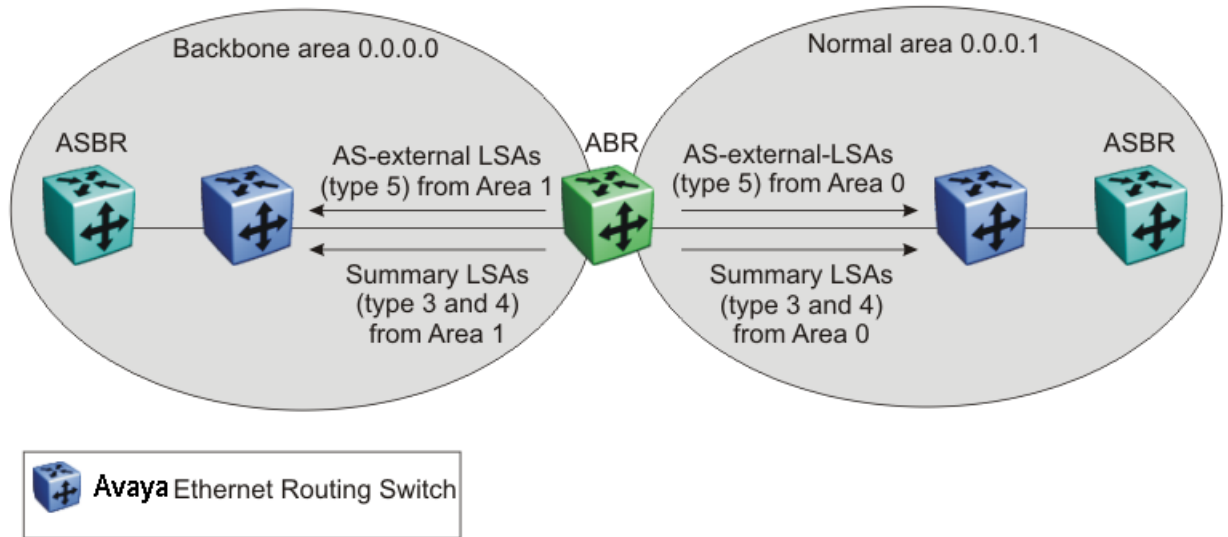 Backbone area 0.0.0.0
Normal area 0.0.0.1
ASBR
AS-external LSAs
(type 5) from Area 1
ABR
AS-external-LSAs
(type 5) from Area 0
ASBR
Summary LSAs
(type 3 and 4)
from Area 1
Summary LSAs
(type 3 and 4)
from Area 0
Avaya Ethernet Routing Switch